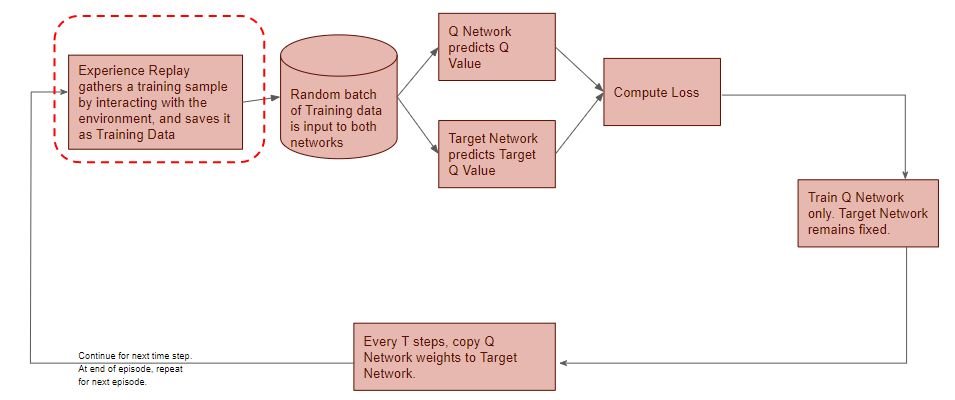 Experience Replay
gathers a training sample
by interacting with the
environment, and saves it
as Training Data
Random batch
of Training data
is input to both
networks
Q Network
predicts Q
Value
Target Network
predicts Target
Q Value
Compute Loss
Train Q Network
only. Target Network
remains fixed.
Every T steps, copy Q
Network weights to Target
Network.
Continue for next time step.
At end of episode, repeat
for next episode.